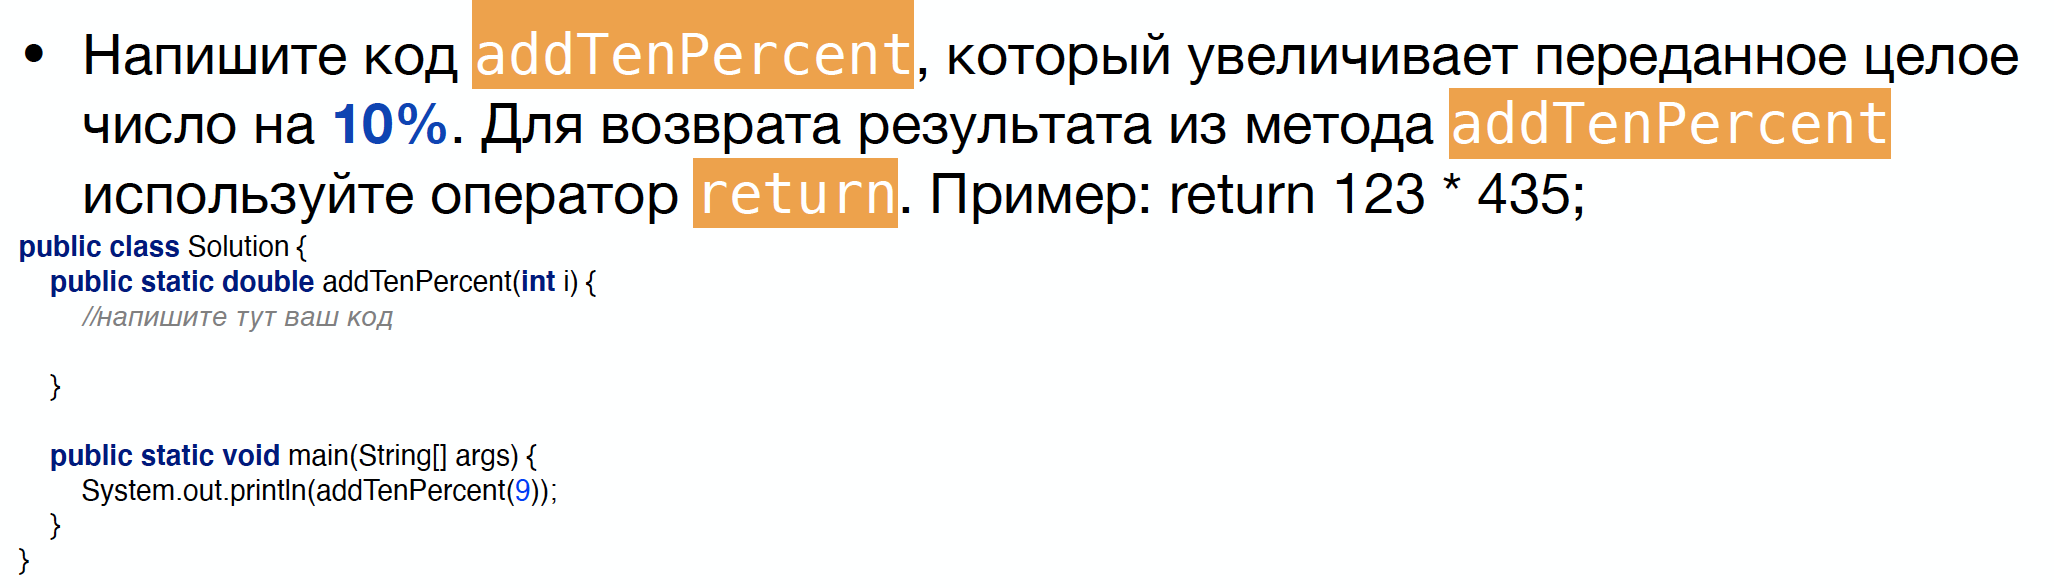 • Напишите код addTenPercent, который увеличивает переданное целое
число на 10%. Для возврата результата из метода addTenPercent
используйте оператор return. Пример: return 123 * 435;
public class Solution {
    public static double addTenPercent(int i) {
        //напишите тут ваш код
    }
    public static void main(String[] args) {
        System.out.println(addTenPercent(9));
    }
}